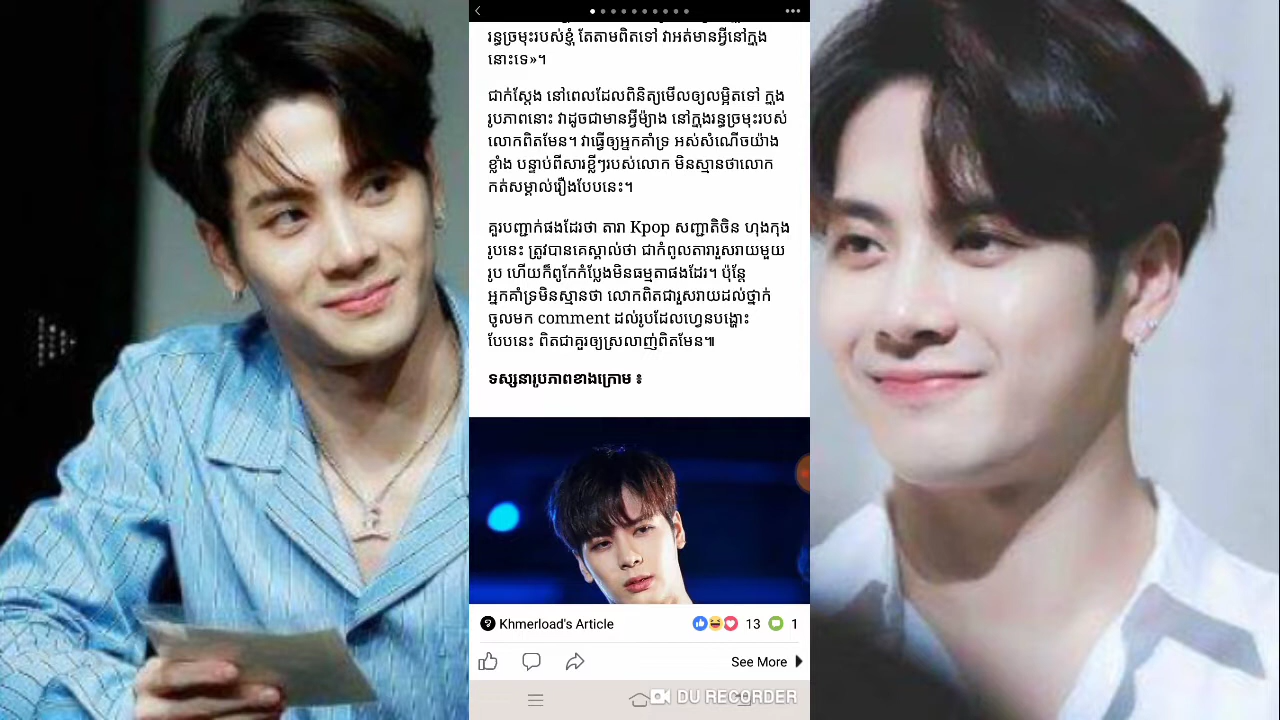 រន្ធច្រមុះរបស់ខ្ញុំ តែតាមពិតទៅ វាអត់មានអ្វីនៅក្នុង
នោះទេ»។
ជាក់ស្តែង នៅពេលដែលពិនិត្យមើលឲ្យលម្អិតទៅ ក្នុង
រូបភាពនោះ វាដូចជាមានអ្វីម៉្យាង នៅក្នុងរន្ធច្រមុះរបស់
លោកពិតមែន។ វាធ្វើឲ្យអ្នកគាំទ្រ អស់សំណើចយ៉ាង
ខ្លាំង បន្ទាប់ពីសារខ្លីៗរបស់លោក មិនស្មានថាលោក
កត់សម្គាល់រឿងបែបនេះ។
គួរបញ្ជាក់ផងដែរថា តារា Kpop សញ្ជាតិចិន ហុងកុង
រូបនេះ ត្រូវបានគេស្គាល់ថា ជាកំពូលតារារួសរាយមួយ
រូប ហើយក៏ពូកែកំប្លែងមិនធម្មតាផងដែរ។ ប៉ុន្តែ
អ្នកគាំទ្រមិនស្មានថា លោកពិតជារួសរាយដល់ថ្នាក់
ចូលមក comment ដល់រូបដែលហ្វេនបង្ហោះ
បែបនេះ ពិតជាគួរឲ្យស្រលាញ់ពិតមែន៕
ទស្សនារូបភាពខាងក្រោម ៖
Khmerload's Article
13
1
See More
DU RECORDER